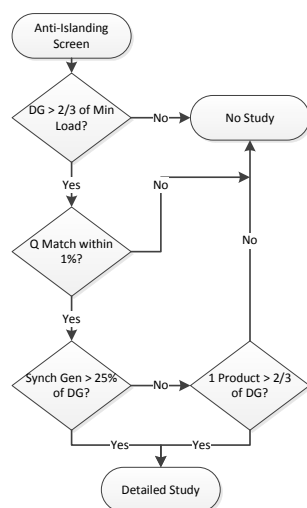 Anti-Islanding
Screen
DG > 2/3 of Min
Load?
No
No Study
Yes
No
Q Match within
1%?
No
Yes
Synch Gen > 25%
of DG?
No
1 Product > 2/3
of DG?
Yes
Yes
Detailed Study